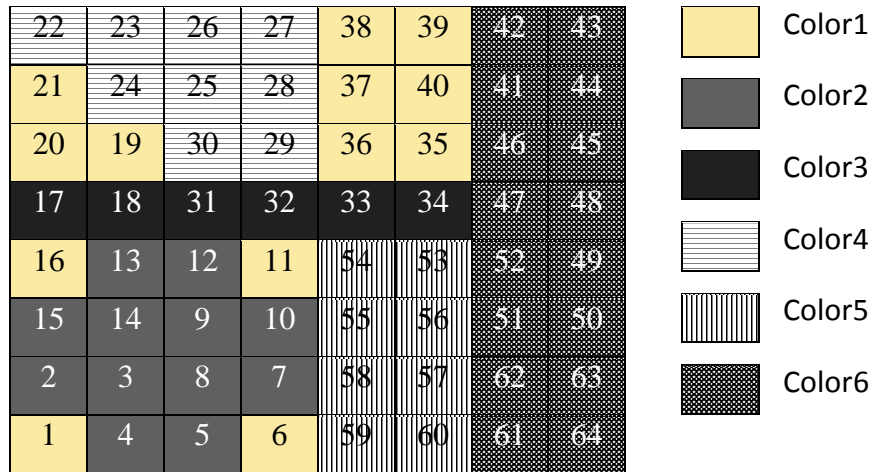 22 23 26 27 38 39 42 43
21 24 25 28 37 40 41 44
20 19 30 29 36 35 46 45
17 18 31 32 33 34 47 48
16 13 12 11 54 53 52 49
15 14 9 10 55 56 51 50
2 3 8 7 58 57 62 63
1 4 5 6 59 60 61 64
Color1
Color2
Color3
Color4
Color5
Color6